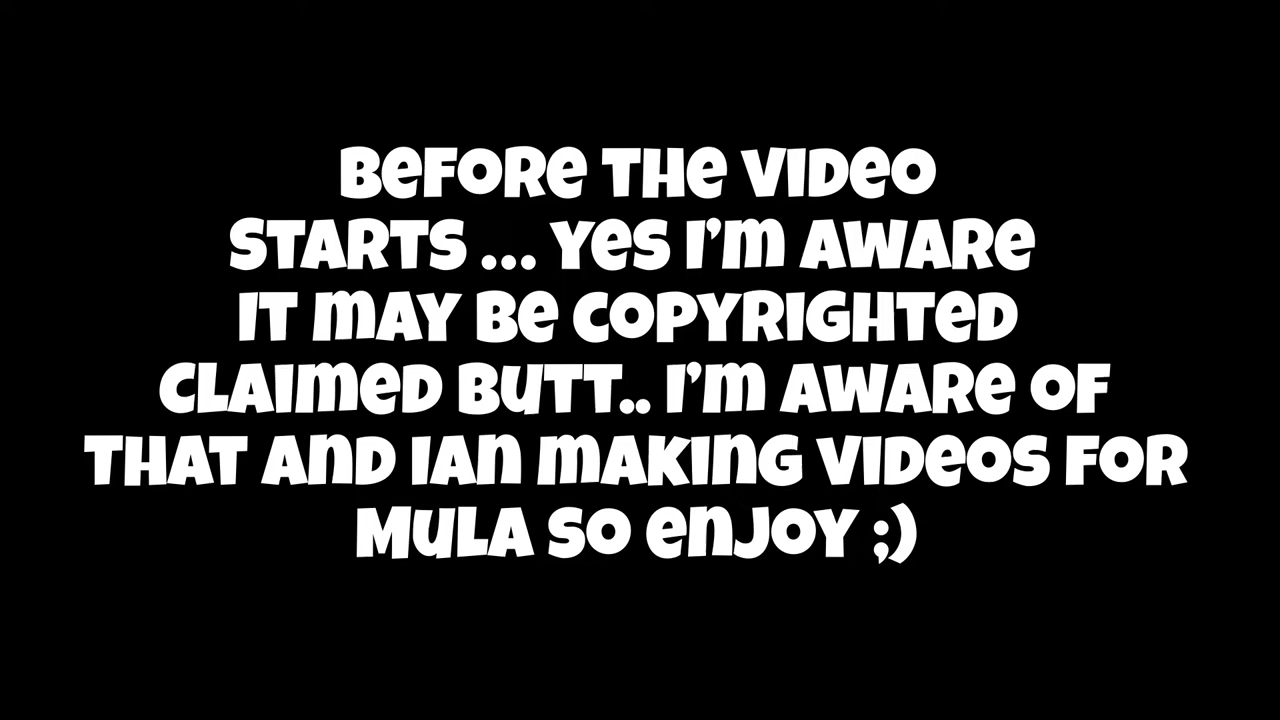 Before the video
starts ... Yes I'm aware
it may be copyrighted
claimed butt.. I'm aware of
that and ian making videos for
Mula so enjoy ;)